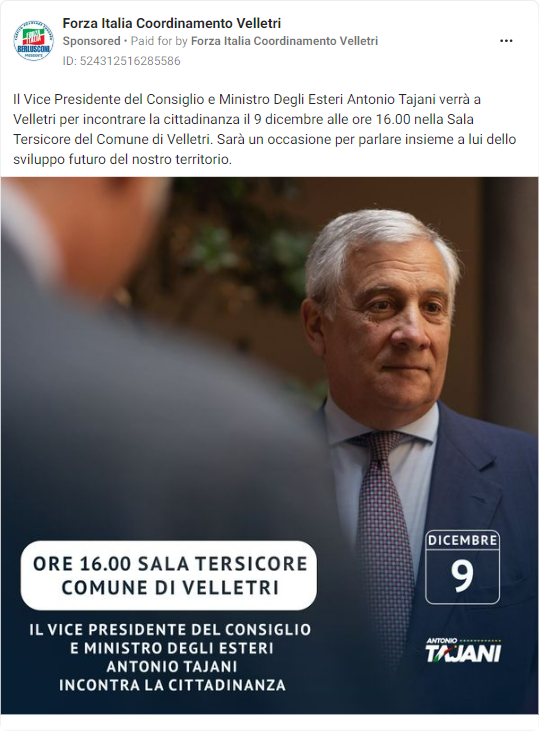 Forza Italia Coordinamento Velletri
Sponsored • Paid for by Forza Italia Coordinamento Velletri
ID: 524312516285586
Il Vice Presidente del Consiglio e Ministro Degli Esteri Antonio Tajani verrà a
Velletri per incontrare la cittadinanza il 9 dicembre alle ore 16.00 nella Sala
Tersicore del Comune di Velletri. Sarà un occasione per parlare insieme a lui dello
sviluppo futuro del nostro territorio.
ORE 16.00 SALA TERSICORE
COMUNE DI VELLETRI
IL VICE PRESIDENTE DEL CONSIGLIO
E MINISTRO DEGLI ESTERI
ANTONIO TAJANI
INCONTRA LA CITTADINANZA
DICEMBRE
9
ANTONIO
TAJANI
FORZA
ITALIA
BERLUSCONI
PRESIDENTE